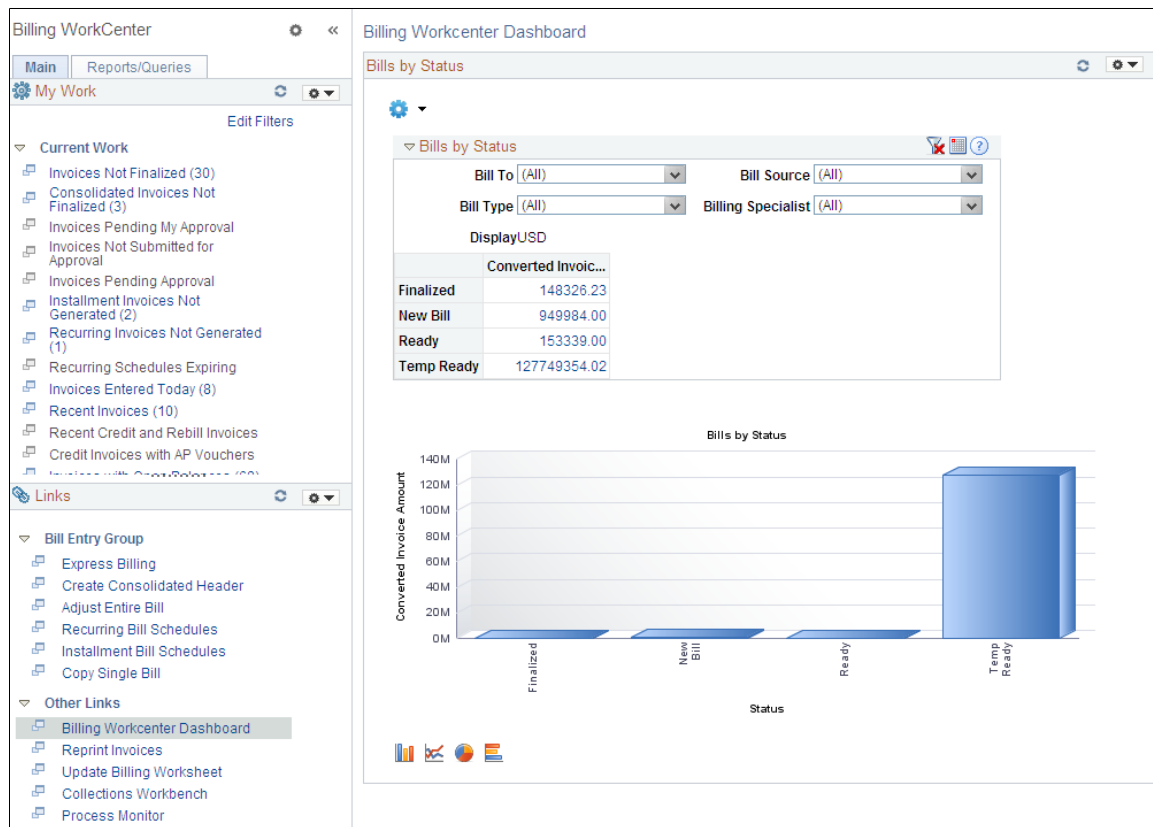 Billing WorkCenter
Main
Reports/Queries
My Work
Edit Filters
Current Work
Invoices Not Finalized (30)
Consolidated Invoices Not
Finalized (3)
Invoices Pending My Approval
Invoices Not Submitted for
Approval
Invoices Pending Approval
Installment Invoices Not
Generated (2)
Recurring Invoices Not Generated
(1)
Recurring Schedules Expiring
Invoices Entered Today (8)
Recent Invoices (10)
Recent Credit and Rebill Invoices
Credit Invoices with AP Vouchers
Links
Bill Entry Group
Express Billing
Create Consolidated Header
Adjust Entire Bill
Recurring Bill Schedules
Installment Bill Schedules
Copy Single Bill
Other Links
Billing Workcenter Dashboard
Reprint Invoices
Update Billing Worksheet
Collections Workbench
Process Monitor
Billing Workcenter Dashboard
Bills by Status
Bills by Status
Bill To (All) Bill Source (All)
Bill Type (All) Billing Specialist (All)
DisplayUSD
Converted Invoic...
Finalized 148326.23
New Bill 949984.00
Ready 153339.00
Temp Ready 127749354.02
Bills by Status
Converted Invoice Amount
140M
120M
100M
80M
60M
40M
20M
0M
Finalized
New
Bill
Ready
Temp
Ready
Status